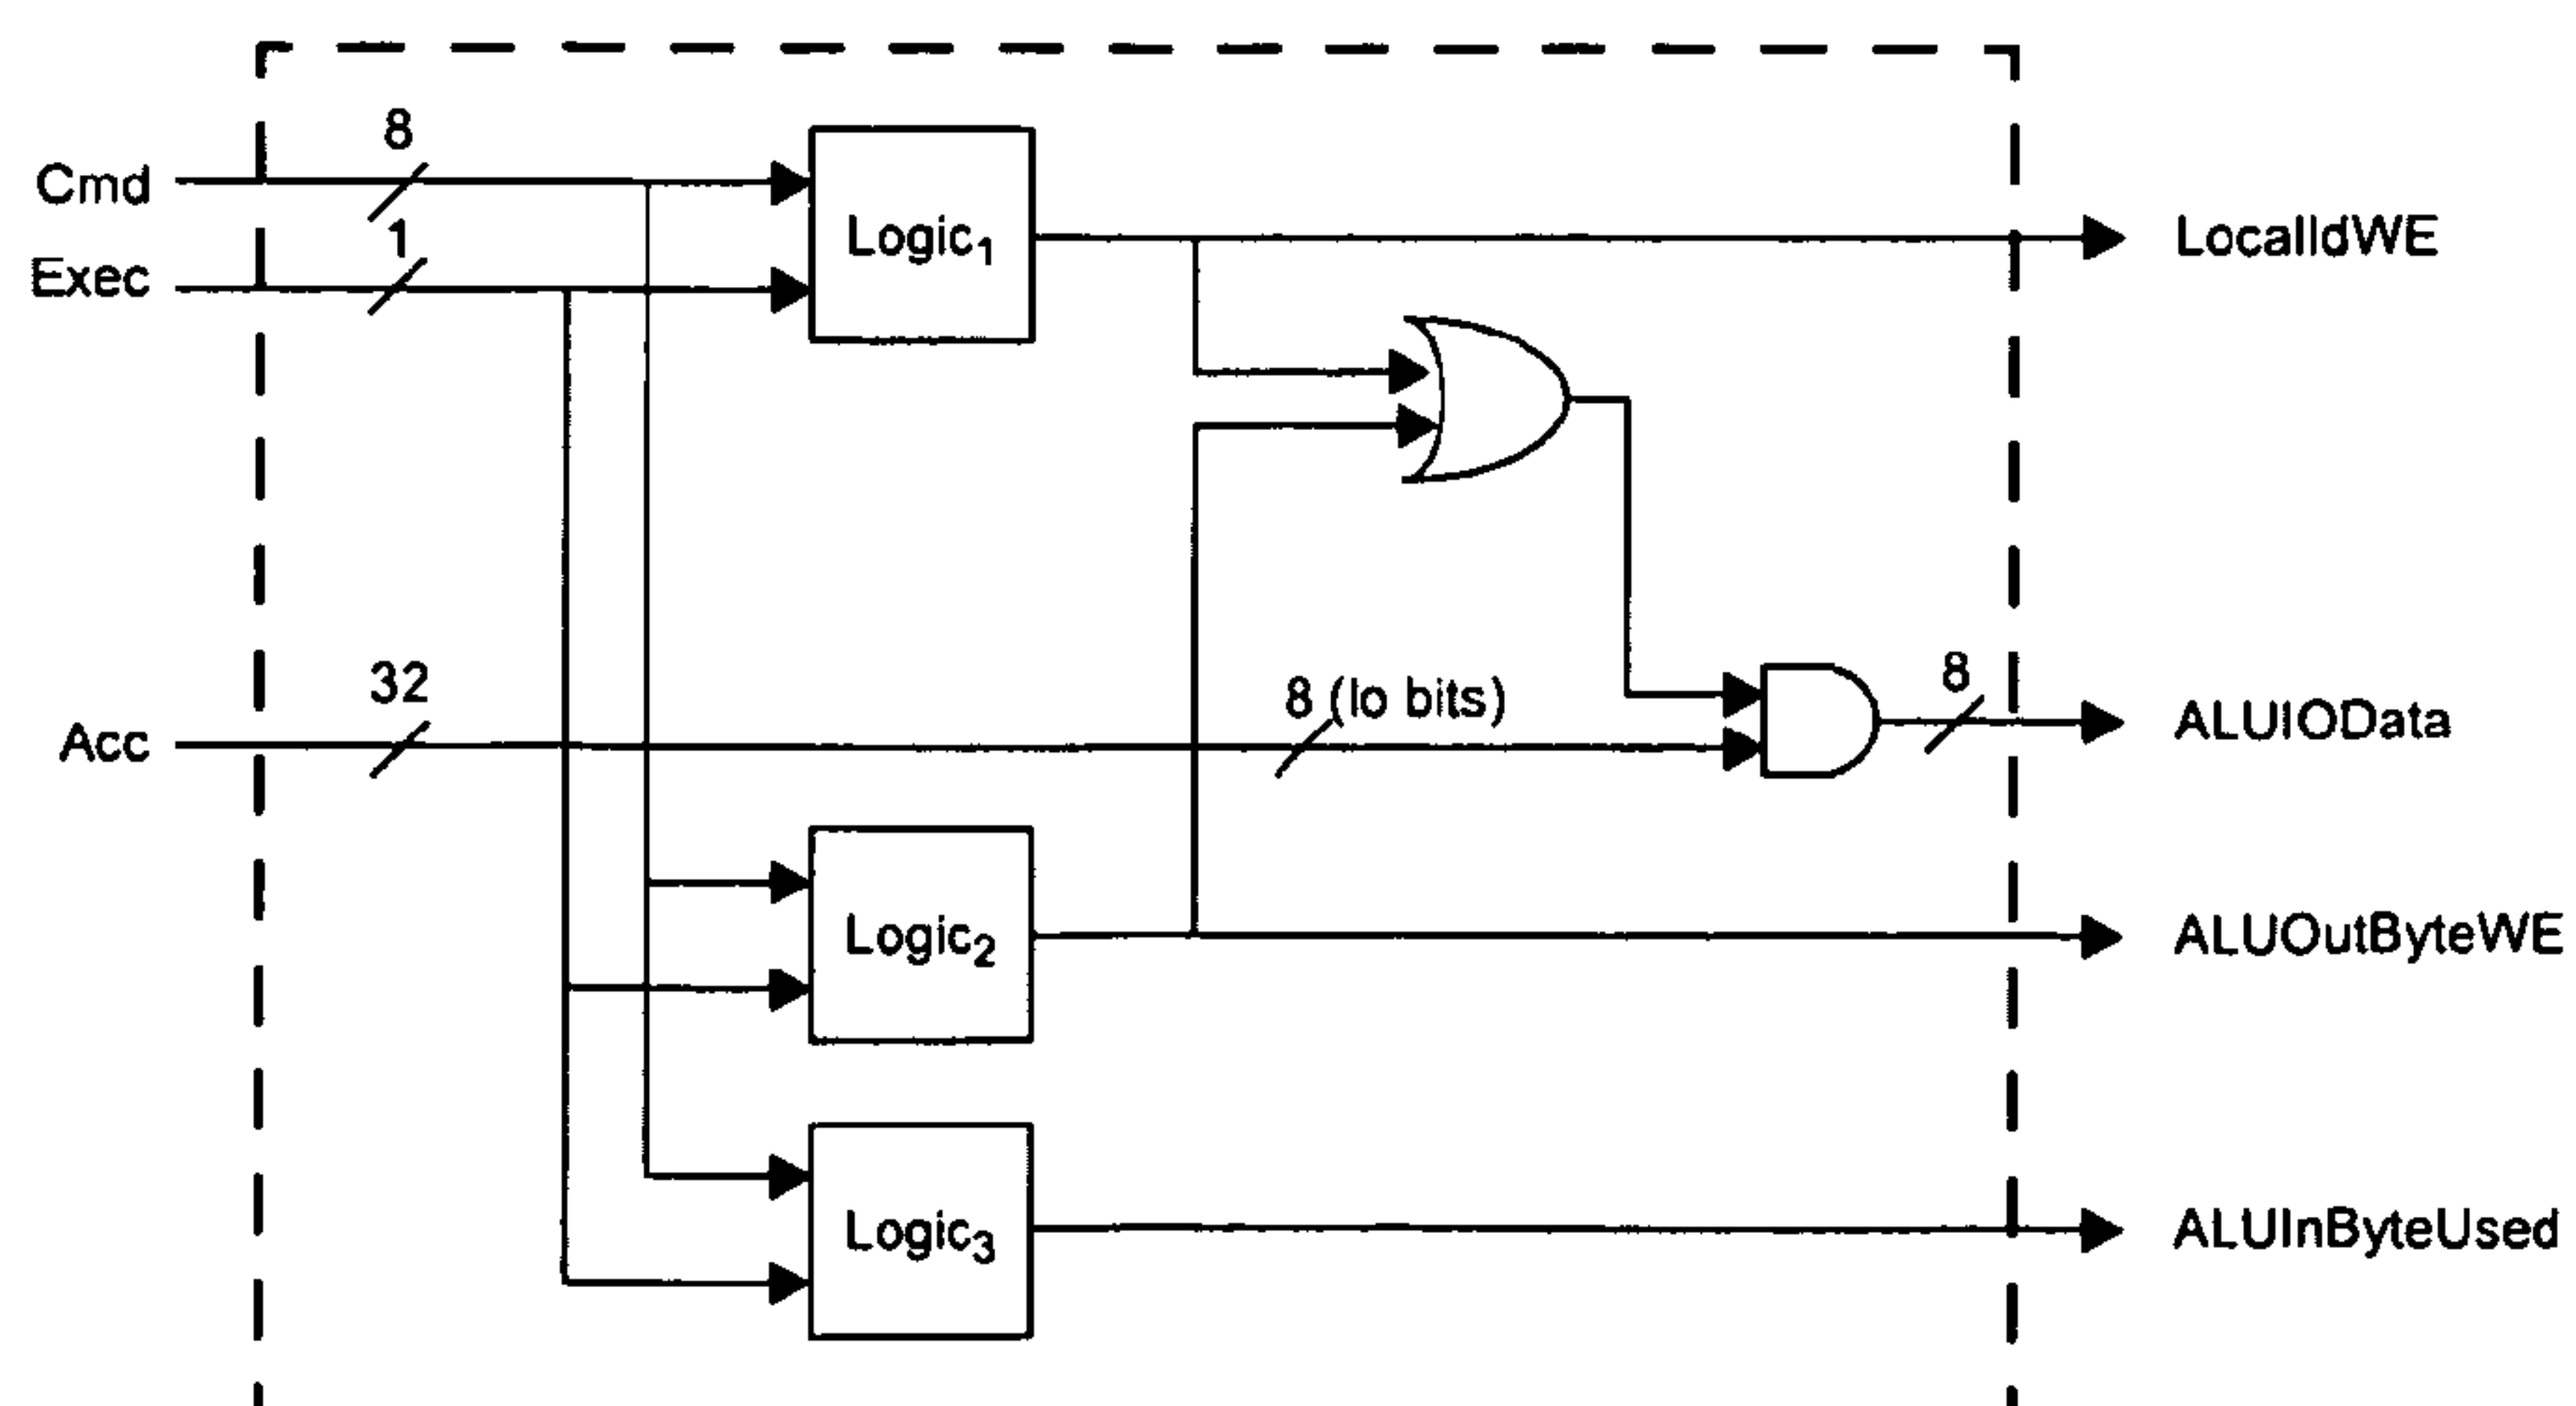 8
Cmd
1
Exec
Logic₁
LocalIdWE
32
Acc
8 (lo bits)
8
ALUIOData
Logic₂
ALUOutByteWE
Logic₃
ALUInByteUsed